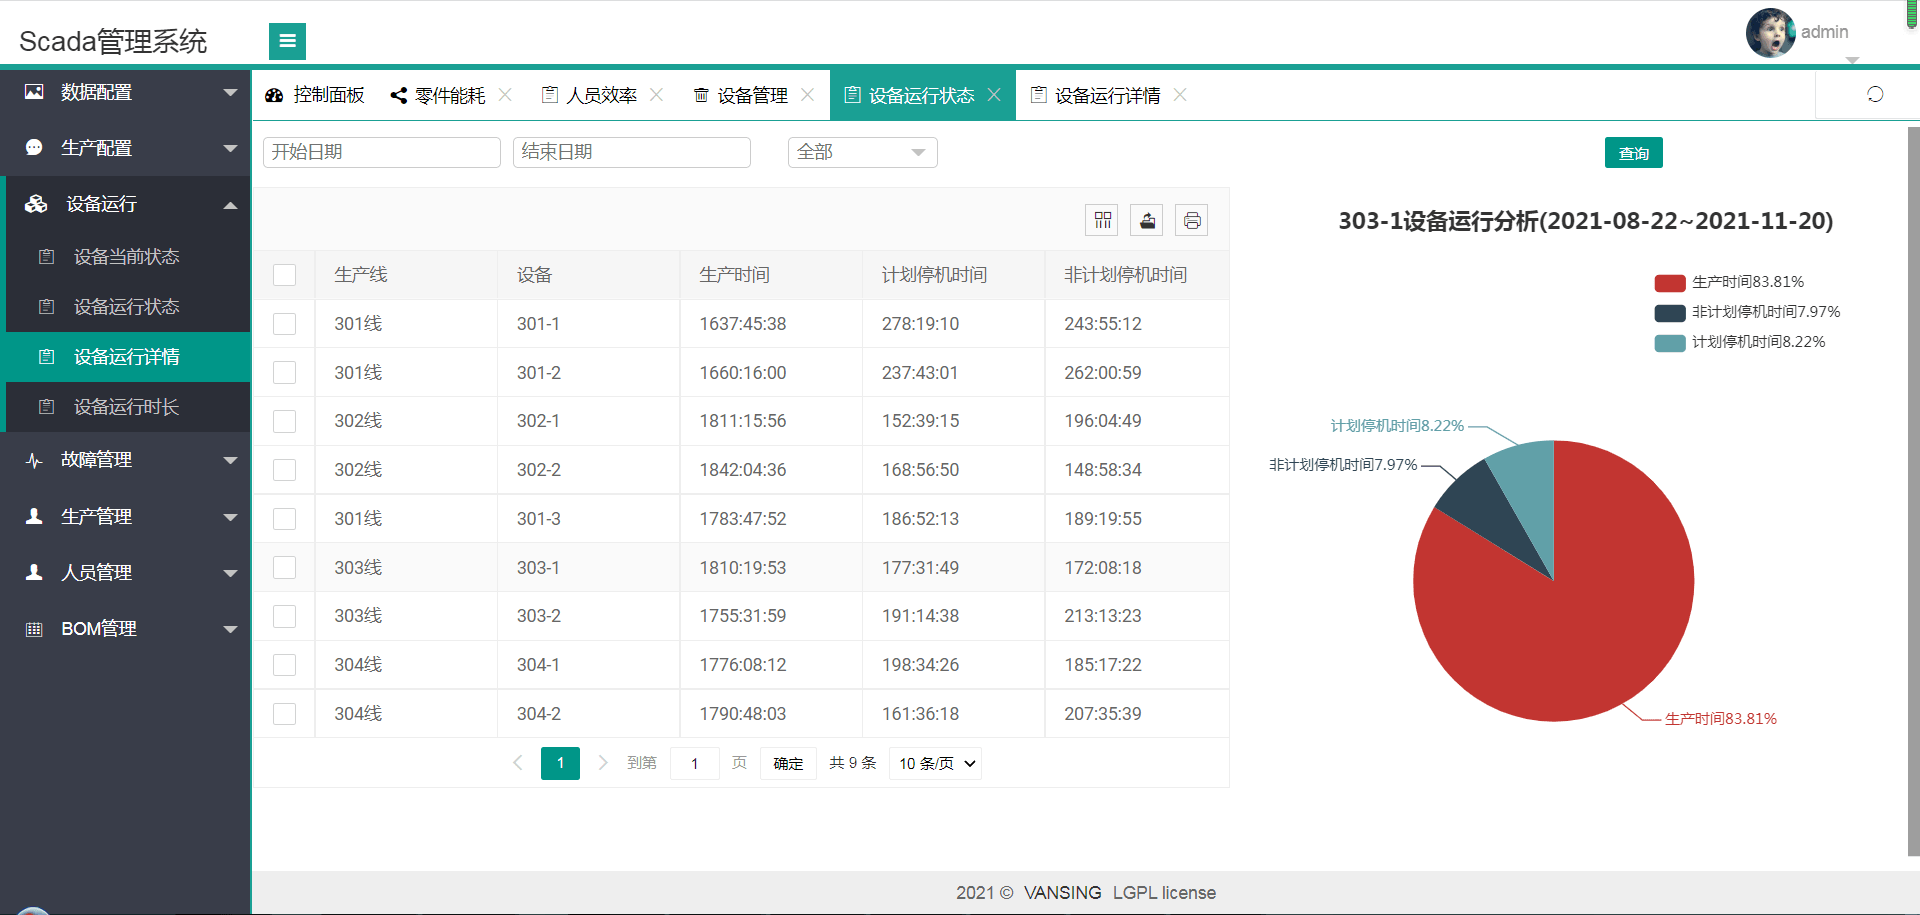 Scada管理系统
admin
数据配置
生产配置
设备运行
设备当前状态
设备运行状态
设备运行详情
设备运行时长
故障管理
生产管理
人员管理
BOM管理
控制面板 零件能耗 人员效率 设备管理 设备运行状态 设备运行详情
开始日期 结束日期 全部 查询
生产线 设备 生产时间 计划停机时间 非计划停机时间
301线 301-1 1637:45:38 278:19:10 243:55:12
301线 301-2 1660:16:00 237:43:01 262:00:59
302线 302-1 1811:15:56 152:39:15 196:04:49
302线 302-2 1842:04:36 168:56:50 148:58:34
301线 301-3 1783:47:52 186:52:13 189:19:55
303线 303-1 1810:19:53 177:31:49 172:08:18
303线 303-2 1755:31:59 191:14:38 213:13:23
304线 304-1 1776:08:12 198:34:26 185:17:22
304线 304-2 1790:48:03 161:36:18 207:35:39
1 到第 1 页 确定 共 9 条 10 条/页
303-1设备运行分析(2021-08-22~2021-11-20)
生产时间83.81%
非计划停机时间7.97%
计划停机时间8.22%
计划停机时间8.22%
非计划停机时间7.97%
生产时间83.81%
2021 © VANSING LGPL license